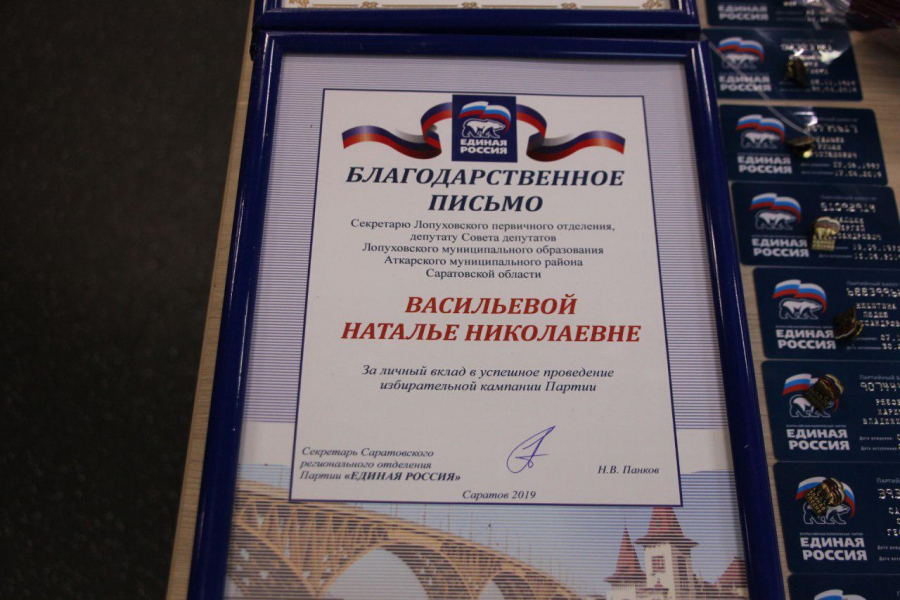 ЕДИНАЯ
РОССИЯ
БЛАГОДАРСТВЕННОЕ
ПИСЬМО
Секретарю Лопуховского первичного отделения,
депутату Совета депутатов
Лопуховского муниципального образования
Аткарского муниципального района
Саратовской области
ВАСИЛЬЕВОЙ
НАТАЛЬЕ НИКОЛАЕВНЕ
За личный вклад в успешное проведение
избирательной кампании Партии
Секретарь Саратовского
регионального отделения
Партии «ЕДИНАЯ РОССИЯ»
Н.В. Панков
Саратов 2019
ЕДИНАЯ
РОССИЯ
ЕДИНАЯ
РОССИЯ
ЕДИНАЯ
РОССИЯ
ЕДИНАЯ
РОССИЯ
ЕДИНАЯ
РОССИЯ
ЕДИНАЯ
РОССИЯ
ЕДИНАЯ
РОССИЯ